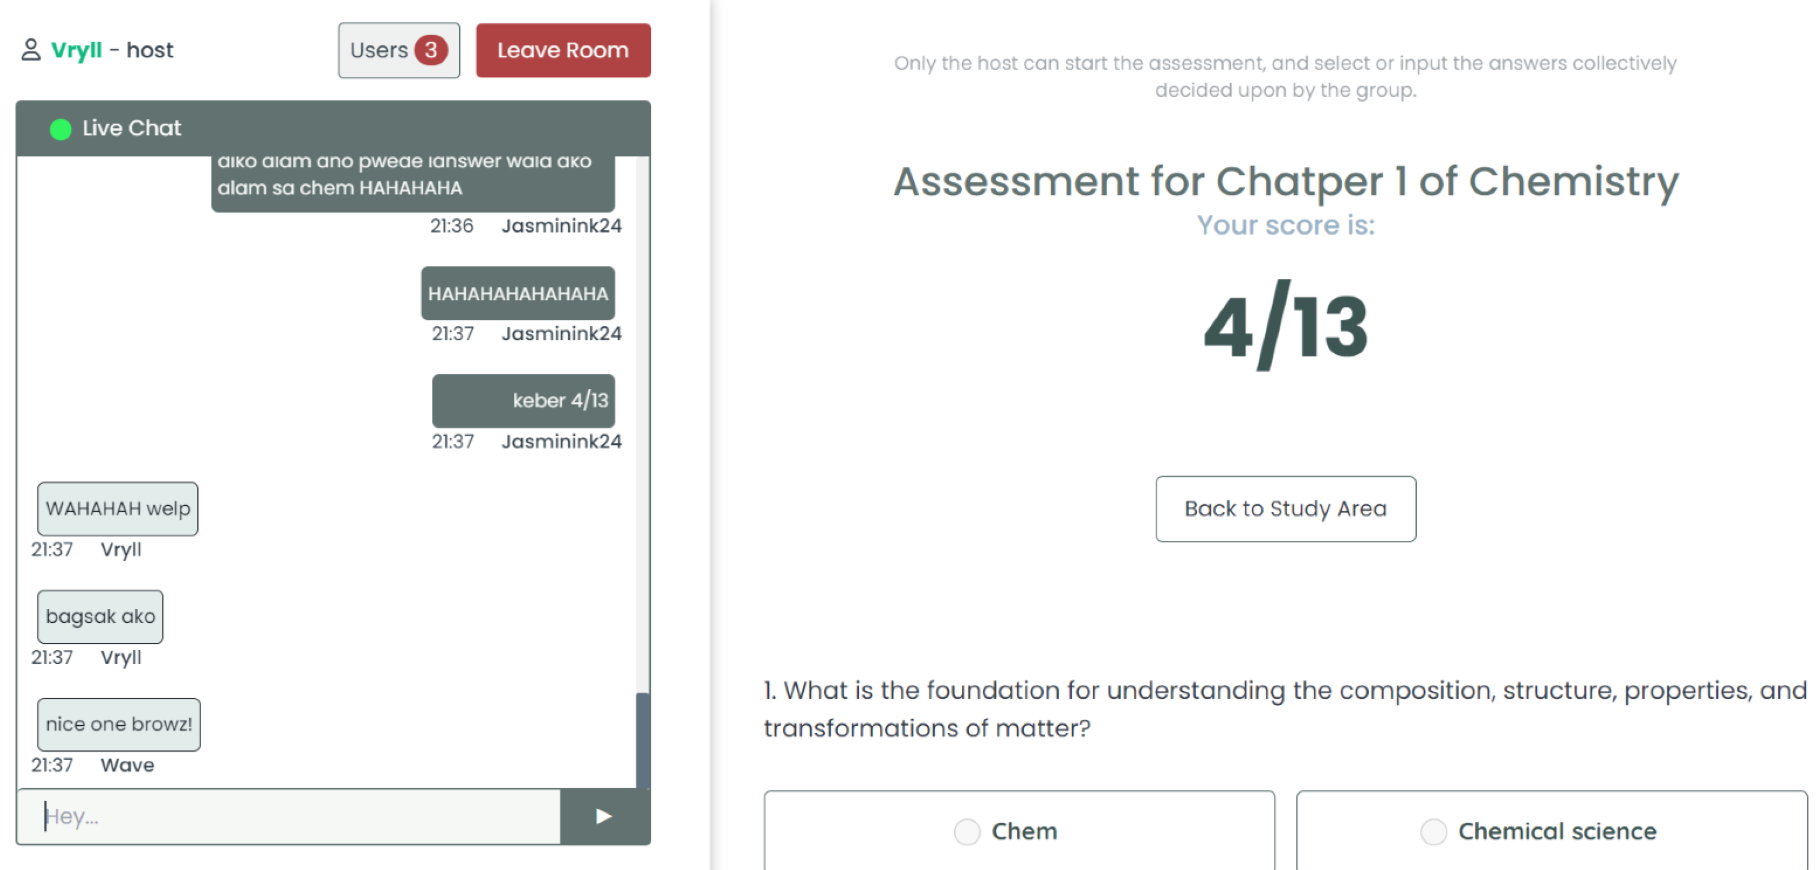 Vryll - host
Users 3
Leave Room
Live Chat
diko alam ano pwede ianswer wala ako
alam sa chem HAHAHAHA
21:36 Jasminink24
HAHAHAHAHAHAHA
21:37 Jasminink24
keber 4/13
21:37 Jasminink24
WAHAHAH welp
21:37 Vryll
bagsak ako
21:37 Vryll
nice one browz!
21:37 Wave
Hey...
Only the host can start the assessment, and select or input the answers collectively
decided upon by the group.
Assessment for Chatper 1 of Chemistry
Your score is:
4/13
Back to Study Area
1. What is the foundation for understanding the composition, structure, properties, and
transformations of matter?
Chem
Chemical science